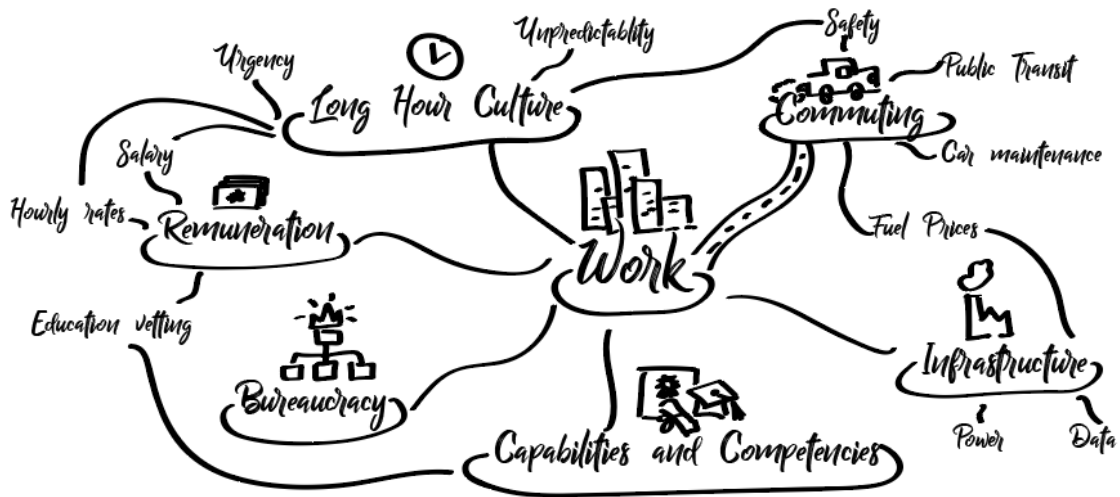 Safety
Unpredictablity
Urgency
Public Transit
Long Hour Culture
Commuting
Salary
Car maintenance
Hourly rates
Remuneration
Fuel Prices
Work
Education vetting
Infrastructure
Bureaucracy
Power
Data
Capabilities and Competencies